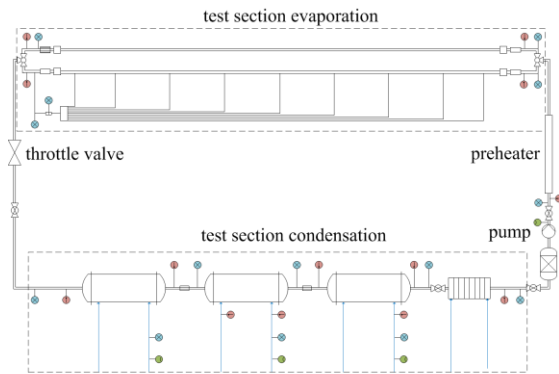 test section evaporation
throttle valve
preheater
pump
test section condensation